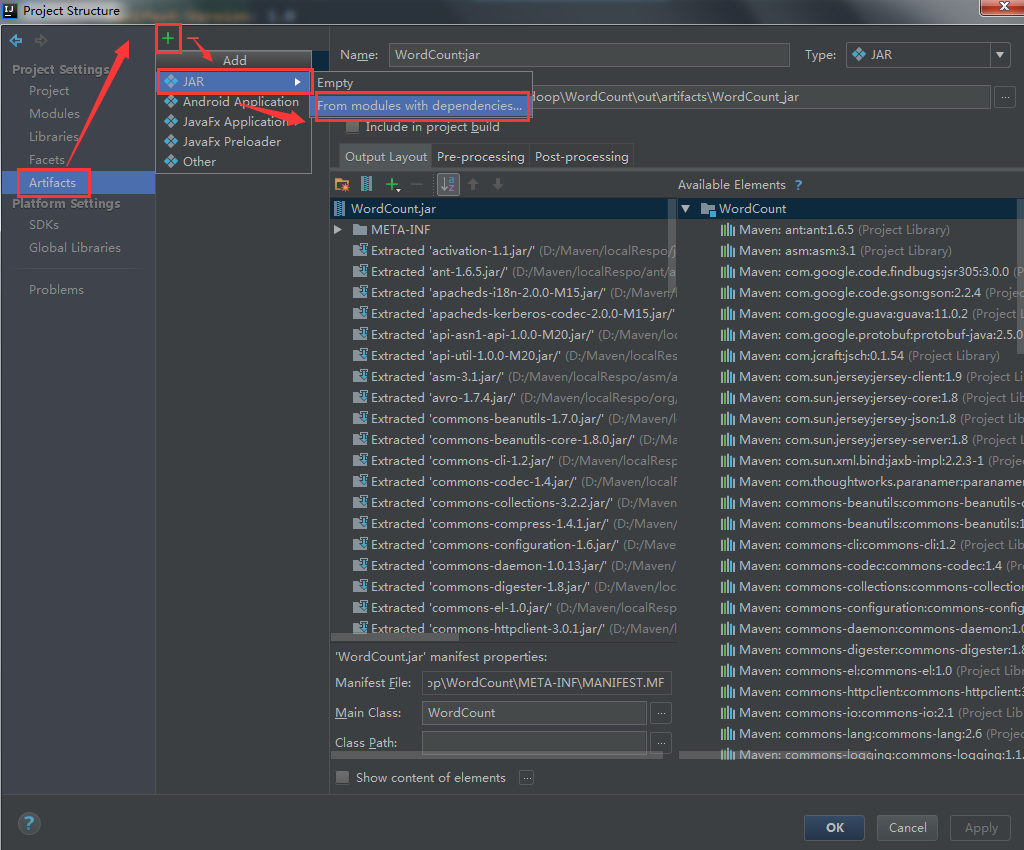 Project Structure
Project Settings
Project
Modules
Libraries
Facets
Artifacts
Platform Settings
SDKs
Global Libraries
Problems
Add
JAR
Android Application
JavaFx Application
JavaFx Preloader
Other
Empty
From modules with dependencies...
Name: WordCount:jar Type: JAR
loop\WordCount\out\artifacts\WordCount_jar
Include in project build
Output Layout Pre-processing Post-processing
WordCount.jar
META-INF
Extracted 'activation-1.1.jar/' (D:/Maven/localRespo/j
Extracted 'ant-1.6.5.jar/' (D:/Maven/localRespo/ant/a
Extracted 'apacheds-i18n-2.0.0-M15.jar/' (D:/Maven/l
Extracted 'apacheds-kerberos-codec-2.0.0-M15.jar/'
Extracted 'api-asn1-api-1.0.0-M20.jar/' (D:/Maven/loc
Extracted 'api-util-1.0.0-M20.jar/' (D:/Maven/localRes
Extracted 'asm-3.1.jar/' (D:/Maven/localRespo/asm/a
Extracted 'avro-1.7.4.jar/' (D:/Maven/localRespo/org/
Extracted 'commons-beanutils-1.7.0.jar/' (D:/Maven/l
Extracted 'commons-beanutils-core-1.8.0.jar/' (D:/Ma
Extracted 'commons-cli-1.2.jar/' (D:/Maven/localResp
Extracted 'commons-codec-1.4.jar/' (D:/Maven/localF
Extracted 'commons-collections-3.2.2.jar/' (D:/Maven
Extracted 'commons-compress-1.4.1.jar/' (D:/Maven/
Extracted 'commons-configuration-1.6.jar/' (D:/Mave
Extracted 'commons-daemon-1.0.13.jar/' (D:/Maven/
Extracted 'commons-digester-1.8.jar/' (D:/Maven/loc
Extracted 'commons-el-1.0.jar/' (D:/Maven/localResp
Extracted 'commons-httpclient-3.0.1.jar/' (D:/Maven/l
Available Elements ?
WordCount
Maven: ant:ant:1.6.5 (Project Library)
Maven: asm:asm:3.1 (Project Library)
Maven: com.google.code.findbugs:jsr305:3.0.0 (P
Maven: com.google.code.gson:gson:2.2.4 (Projec
Maven: com.google.guava:guava:11.0.2 (Project
Maven: com.google.protobuf:protobuf-java:2.5.0
Maven: com.jcraft:jsch:0.1.54 (Project Library)
Maven: com.sun.jersey:jersey-client:1.9 (Project Li
Maven: com.sun.jersey:jersey-core:1.8 (Project Lib
Maven: com.sun.jersey:jersey-json:1.8 (Project Lib
Maven: com.sun.jersey:jersey-server:1.8 (Project
Maven: com.sun.xml.bind:jaxb-impl:2.2.3-1 (Projec
Maven: com.thoughtworks.paranamer:paranamer
Maven: commons-beanutils:commons-beanutils-c
Maven: commons-beanutils:commons-beanutils:1
Maven: commons-cli:commons-cli:1.2 (Project Lib
Maven: commons-codec:commons-codec:1.4 (Pr
Maven: commons-collections:commons-collection
Maven: commons-configuration:commons-config
Maven: commons-daemon:commons-daemon:1.0
Maven: commons-digester:commons-digester:1.8
Maven: commons-el:commons-el:1.0 (Project Libr
Maven: commons-httpclient:commons-httpclient:3
Maven: commons-io:commons-io:2.1 (Project Lib
Maven: commons-lang:commons-lang:2.6 (Projec
Maven: commons-logging:commons-logging:1.1.
'WordCount.jar' manifest properties:
Manifest File: op\WordCount\META-INF\MANIFEST.MF
Main Class: WordCount
Class Path:
Show content of elements
OK Cancel Apply